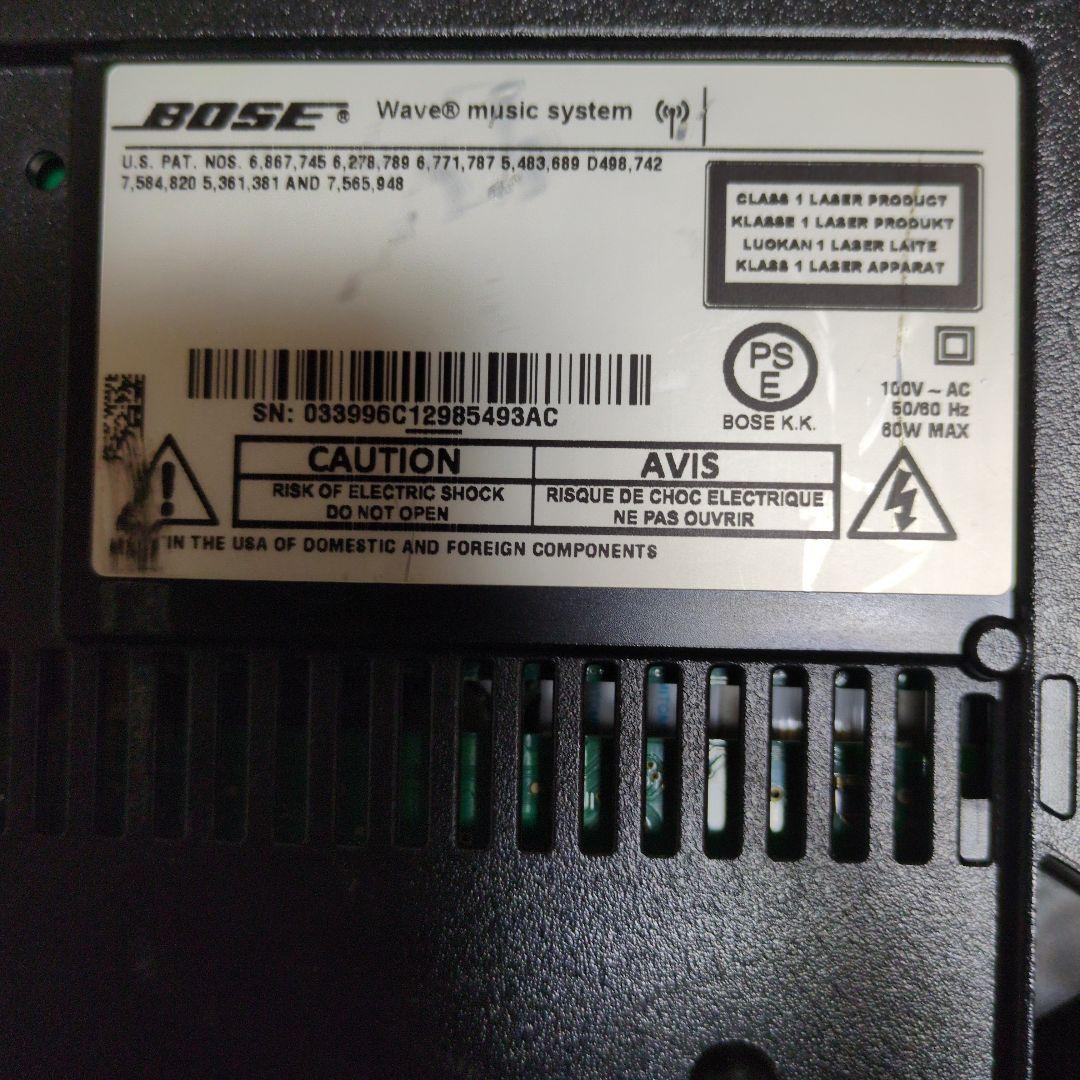 BOSE® Wave® music system
U.S. PAT. NOS. 6,867,745 6,278,789 6,771,787 5,483,689 D498,742
7,584,820 5,361,381 AND 7,565,948
CLASS 1 LASER PRODUCT
KLASSE 1 LASER PRODUKT
LUOKAN 1 LASER LAITE
KLASS 1 LASER APPARAT
SN: 033996C12985493AC
PS
E
BOSE K.K.
100V ~ AC
50/60 Hz
60W MAX
CAUTION
RISK OF ELECTRIC SHOCK
DO NOT OPEN
AVIS
RISQUE DE CHOC ELECTRIQUE
NE PAS OUVRIR
IN THE USA OF DOMESTIC AND FOREIGN COMPONENTS